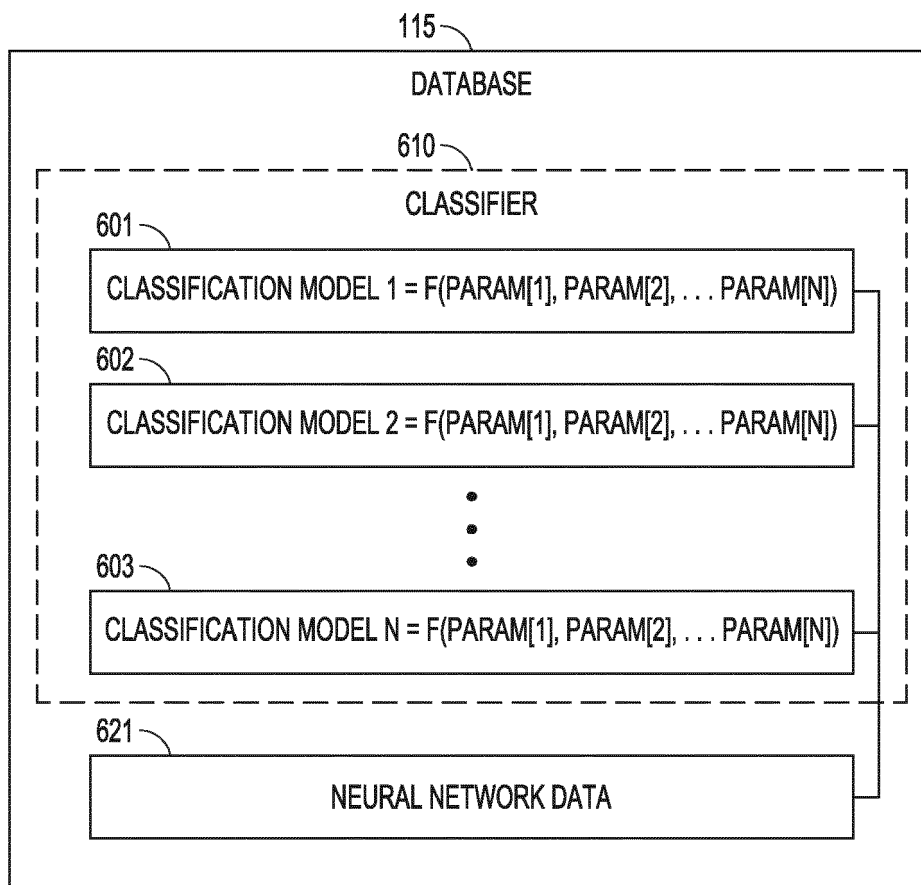 115
DATABASE
610
CLASSIFIER
601
CLASSIFICATION MODEL 1 = F(PARAM[1], PARAM[2], . . . PARAM[N])
602
CLASSIFICATION MODEL 2 = F(PARAM[1], PARAM[2], . . . PARAM[N])
603
CLASSIFICATION MODEL N = F(PARAM[1], PARAM[2], . . . PARAM[N])
621
NEURAL NETWORK DATA